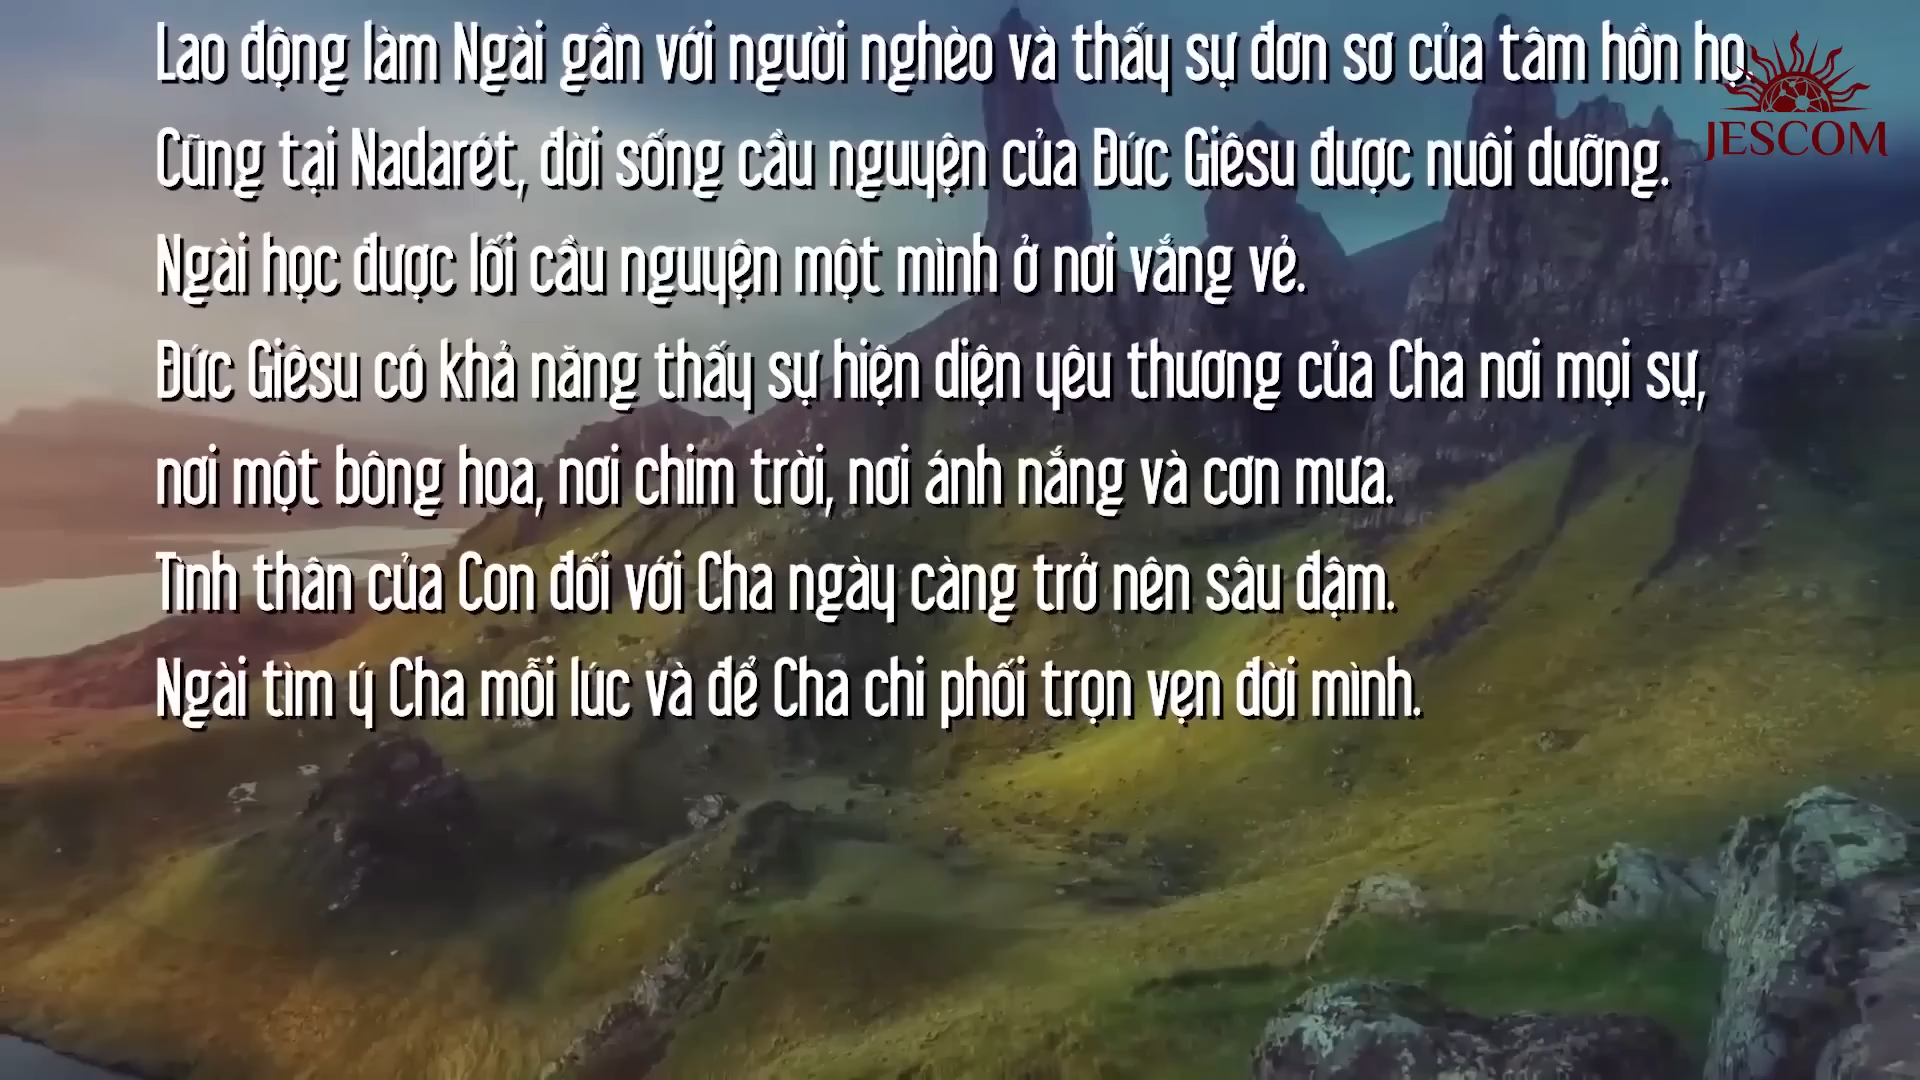 Lao động làm Ngài gần với người nghèo và thấy sự đơn sơ của tâm hồn họ.
JESCOM
Cũng tại Nadarét, đời sống cầu nguyện của Đức Giêsu được nuôi dưỡng.
Ngài học được lối cầu nguyện một mình ở nơi vắng vẻ.
Đức Giêsu có khả năng thấy sự hiện diện yêu thương của Cha nơi mọi sự,
nơi một bông hoa, nơi chim trời, nơi ánh nắng và cơn mưa.
Tình thân của Con đối với Cha ngày càng trở nên sâu đậm.
Ngài tìm ý Cha mỗi lúc và để Cha chi phối trọn vẹn đời mình.